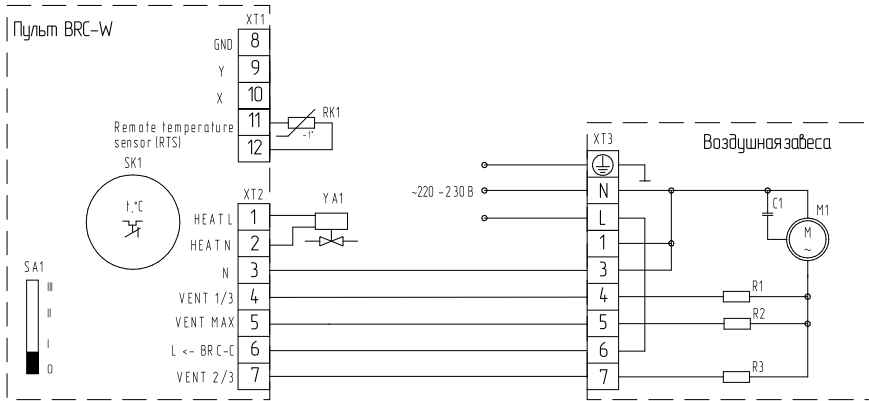 Пульт BRC-W
XT1
GND 8
Y 9
X 10
Remote temperature
sensor (RTS)
11
12
RK1
-t°
SK1
t,°C
XT2
HEAT L 1
HEAT N 2
N 3
VENT 1/3 4
VENT MAX 5
L <- BRC-C 6
VENT 2/3 7
YA1
SA1
III
II
I
0
~220 -230В
XT3
Воздушная завеса
N
L
1
3
4
5
6
7
C1
M1
M
~
R1
R2
R3